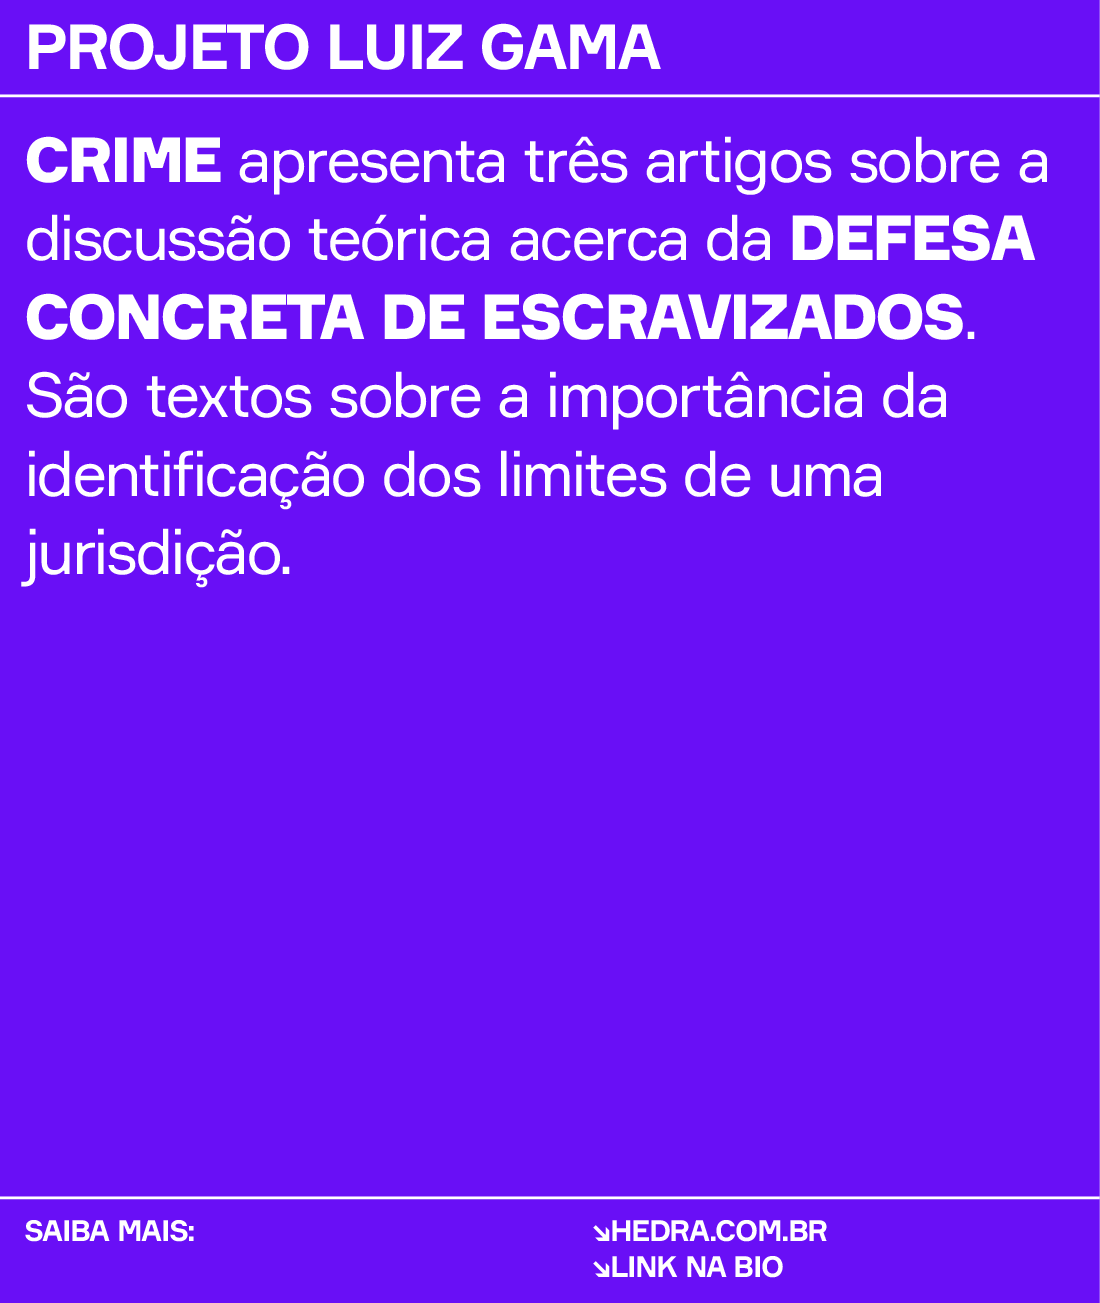 PROJETO LUIZ GAMA
CRIME apresenta três artigos sobre a
discussão teórica acerca da DEFESA
CONCRETA DE ESCRAVIZADOS.
São textos sobre a importância da
identificação dos limites de uma
jurisdição.
SAIBA MAIS:
↘HEDRA.COM.BR
↘LINK NA BIO